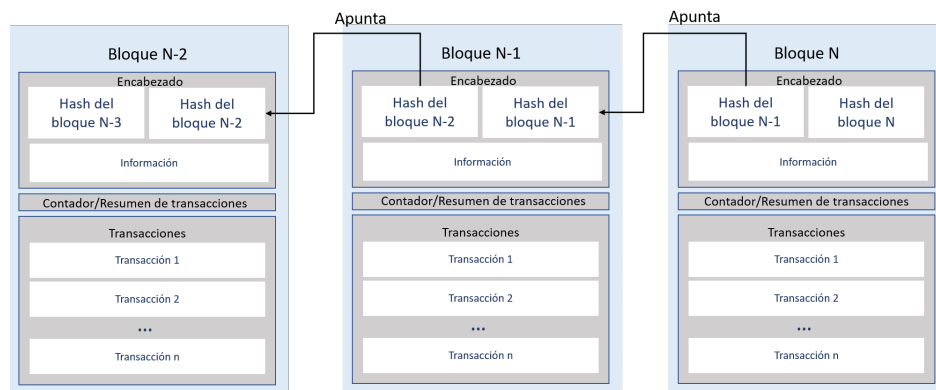 Apunta
Apunta
Bloque N-2
Encabezado
Hash del
bloque N-3
Hash del
bloque N-2
Información
Contador/Resumen de transacciones
Transacciones
Transacción 1
Transacción 2
...
Transacción n
Bloque N-1
Encabezado
Hash del
bloque N-2
Hash del
bloque N-1
Información
Contador/Resumen de transacciones
Transacciones
Transacción 1
Transacción 2
...
Transacción n
Bloque N
Encabezado
Hash del
bloque N-1
Hash del
bloque N
Información
Contador/Resumen de transacciones
Transacciones
Transacción 1
Transacción 2
...
Transacción n